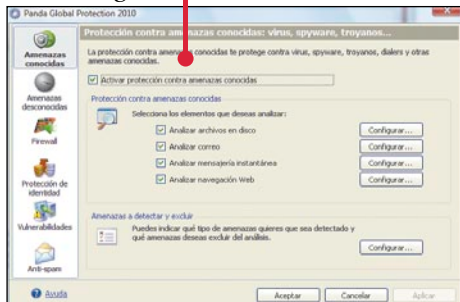 Panda Global Protection 2010
Protección contra amenazas conocidas: virus, spyware, troyanos...
La protección contra amenazas conocidas te protege contra virus, spyware, troyanos, dialers y otras
amenazas conocidas.
Activar protección contra amenazas conocidas
Protección contra amenazas conocidas
Selecciona los elementos que deseas analizar:
Analizar archivos en disco
Configurar...
Analizar correo
Configurar...
Analizar mensajería instantánea
Configurar...
Analizar navegación Web
Configurar...
Amenazas a detectar y excluir
Puedes indicar qué tipo de amenazas quieres que sea detectado y
qué amenazas deseas excluir del análisis.
Configurar...
Amenazas
conocidas
Amenazas
desconocidas
Firewall
Protección de
identidad
Vulnerabilidades
Anti-spam
Ayuda
Aceptar
Cancelar
Aplicar